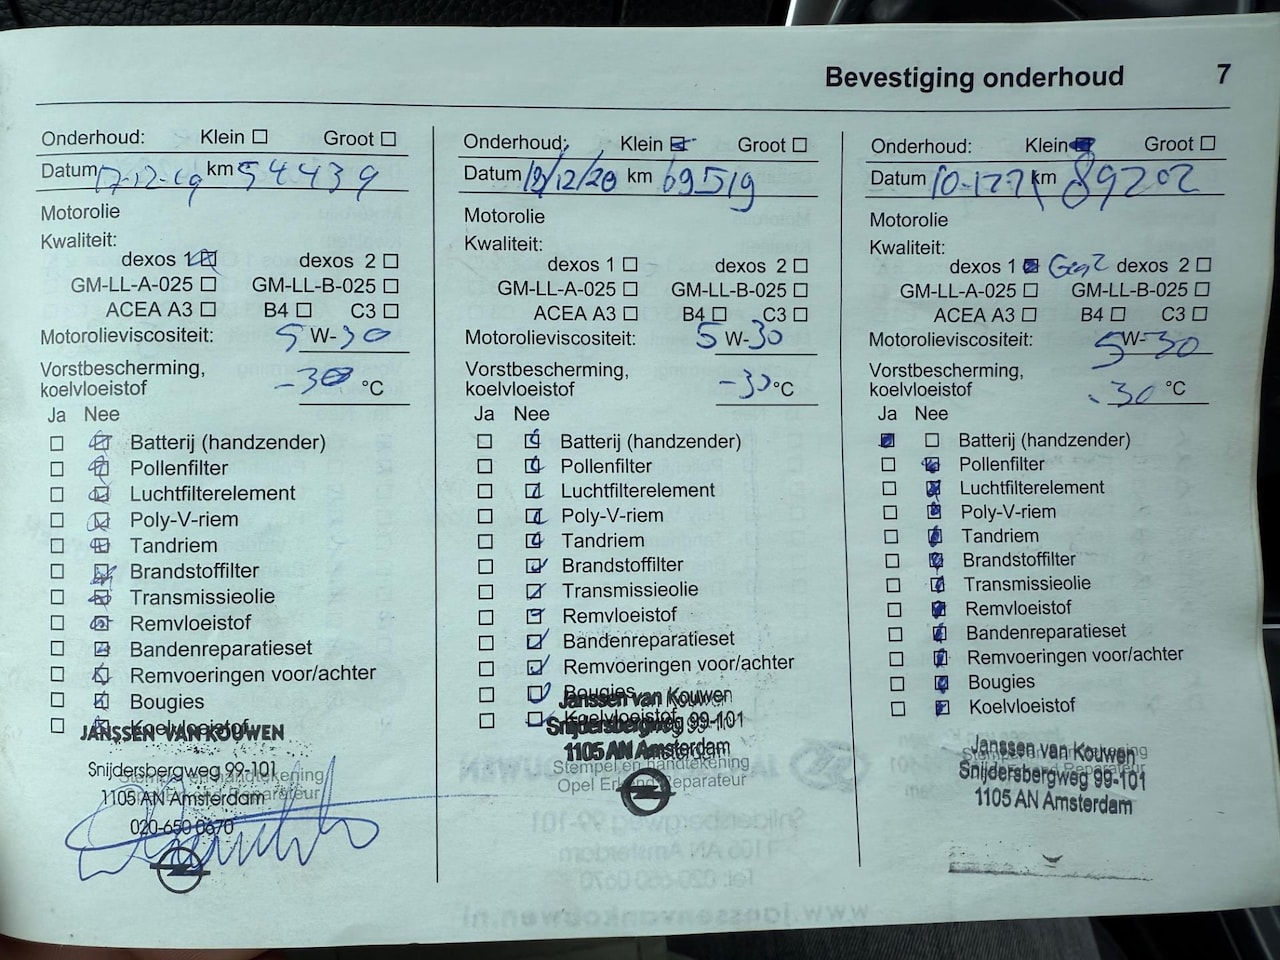 Bevestiging onderhoud 7
Onderhoud: Klein Groot
Datum 17-12-19 km 54439
Motorolie
Kwaliteit:
dexos 1 dexos 2
GM-LL-A-025 GM-LL-B-025
ACEA A3 B4 C3
Motorolieviscositeit: 5 W-30
Vorstbescherming,
koelvloeistof -30 °C
Ja Nee
Batterij (handzender)
Pollenfilter
Luchtfilterelement
Poly-V-riem
Tandriem
Brandstoffilter
Transmissieolie
Remvloeistof
Bandenreparatieset
Remvoeringen voor/achter
Bougies
Koelvloeistof
JANSSEN VAN KOUWEN
Snijdersbergweg 99-101
Stempel en handtekening
1105 AN Amsterdam
020-650 0670
Onderhoud: Klein Groot
Datum 18/12/20 km 69519
Motorolie
Kwaliteit:
dexos 1 dexos 2
GM-LL-A-025 GM-LL-B-025
ACEA A3 B4 C3
Motorolieviscositeit: 5 W-30
Vorstbescherming,
koelvloeistof -30 °C
Ja Nee
Batterij (handzender)
Pollenfilter
Luchtfilterelement
Poly-V-riem
Tandriem
Brandstoffilter
Transmissieolie
Remvloeistof
Bandenreparatieset
Remvoeringen voor/achter
Bougies
Janssen van Kouwen
Koelvloeistof
Snijdersbergweg 99-101
1105 AN Amsterdam
Stempel en handtekening
Opel Erkend Reparateur
Onderhoud: Klein Groot
Datum km 89202
Motorolie
Kwaliteit:
dexos 1 Gen2 dexos 2
GM-LL-A-025 GM-LL-B-025
ACEA A3 B4 C3
Motorolieviscositeit: 5 W-30
Vorstbescherming,
koelvloeistof -30 °C
Ja Nee
Batterij (handzender)
Pollenfilter
Luchtfilterelement
Poly-V-riem
Tandriem
Brandstoffilter
Transmissieolie
Remvloeistof
Bandenreparatieset
Remvoeringen voor/achter
Bougies
Koelvloeistof
Janssen van Kouwen
Snijdersbergweg 99-101
1105 AN Amsterdam